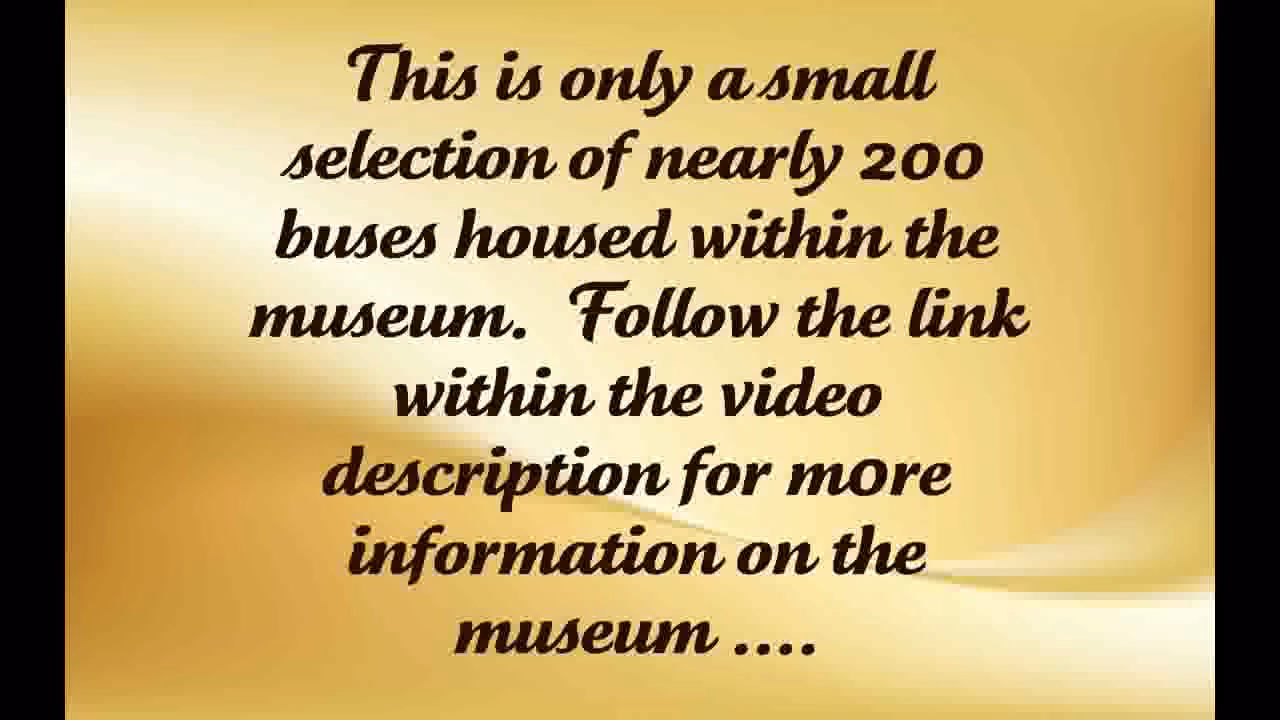 This is only a small
selection of nearly 200
buses housed within the
museum.  Follow the link
within the video
description for m0re
information on the
museum ....